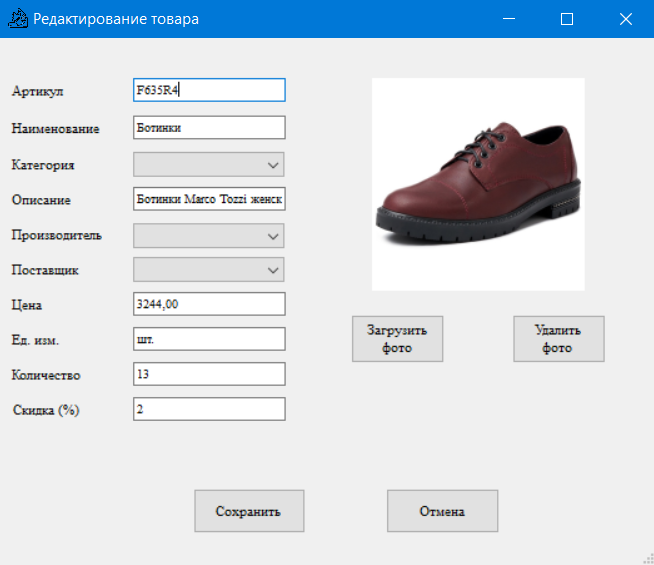 Редактирование товара
Артикул F635R4
Наименование Ботинки
Категория
Описание Ботинки Marco Tozzi женск
Производитель
Поставщик
Цена 3244,00
Ед. изм. шт.
Количество 13
Скидка (%) 2
Загрузить
фото
Удалить
фото
Сохранить
Отмена